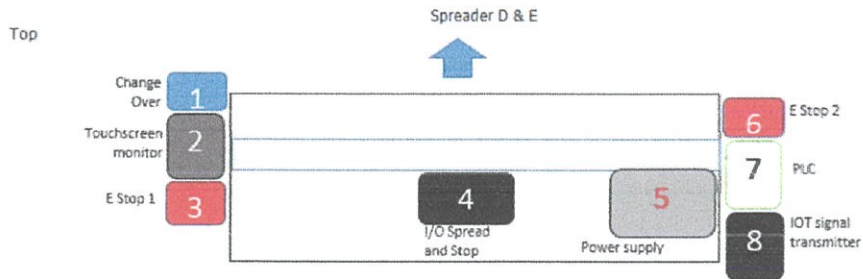 Spreader D & E
Top
Change
Over
1
Touchscreen
monitor
2
E Stop 1
3
4
I/O Spread
and Stop
5
Power supply
6
E Stop 2
7
PLC
8
IOT signal
transmitter